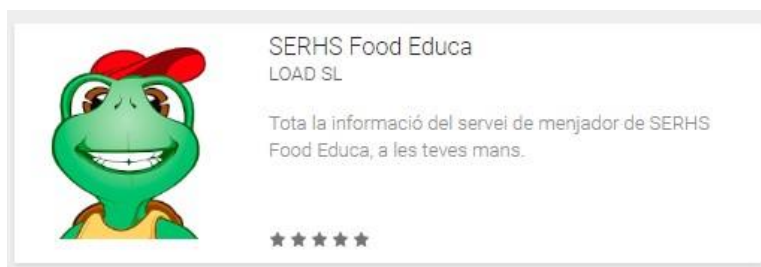 SERHS Food Educa
LOAD SL
Tota la informació del servei de menjador de SERHS
Food Educa, a les teves mans.